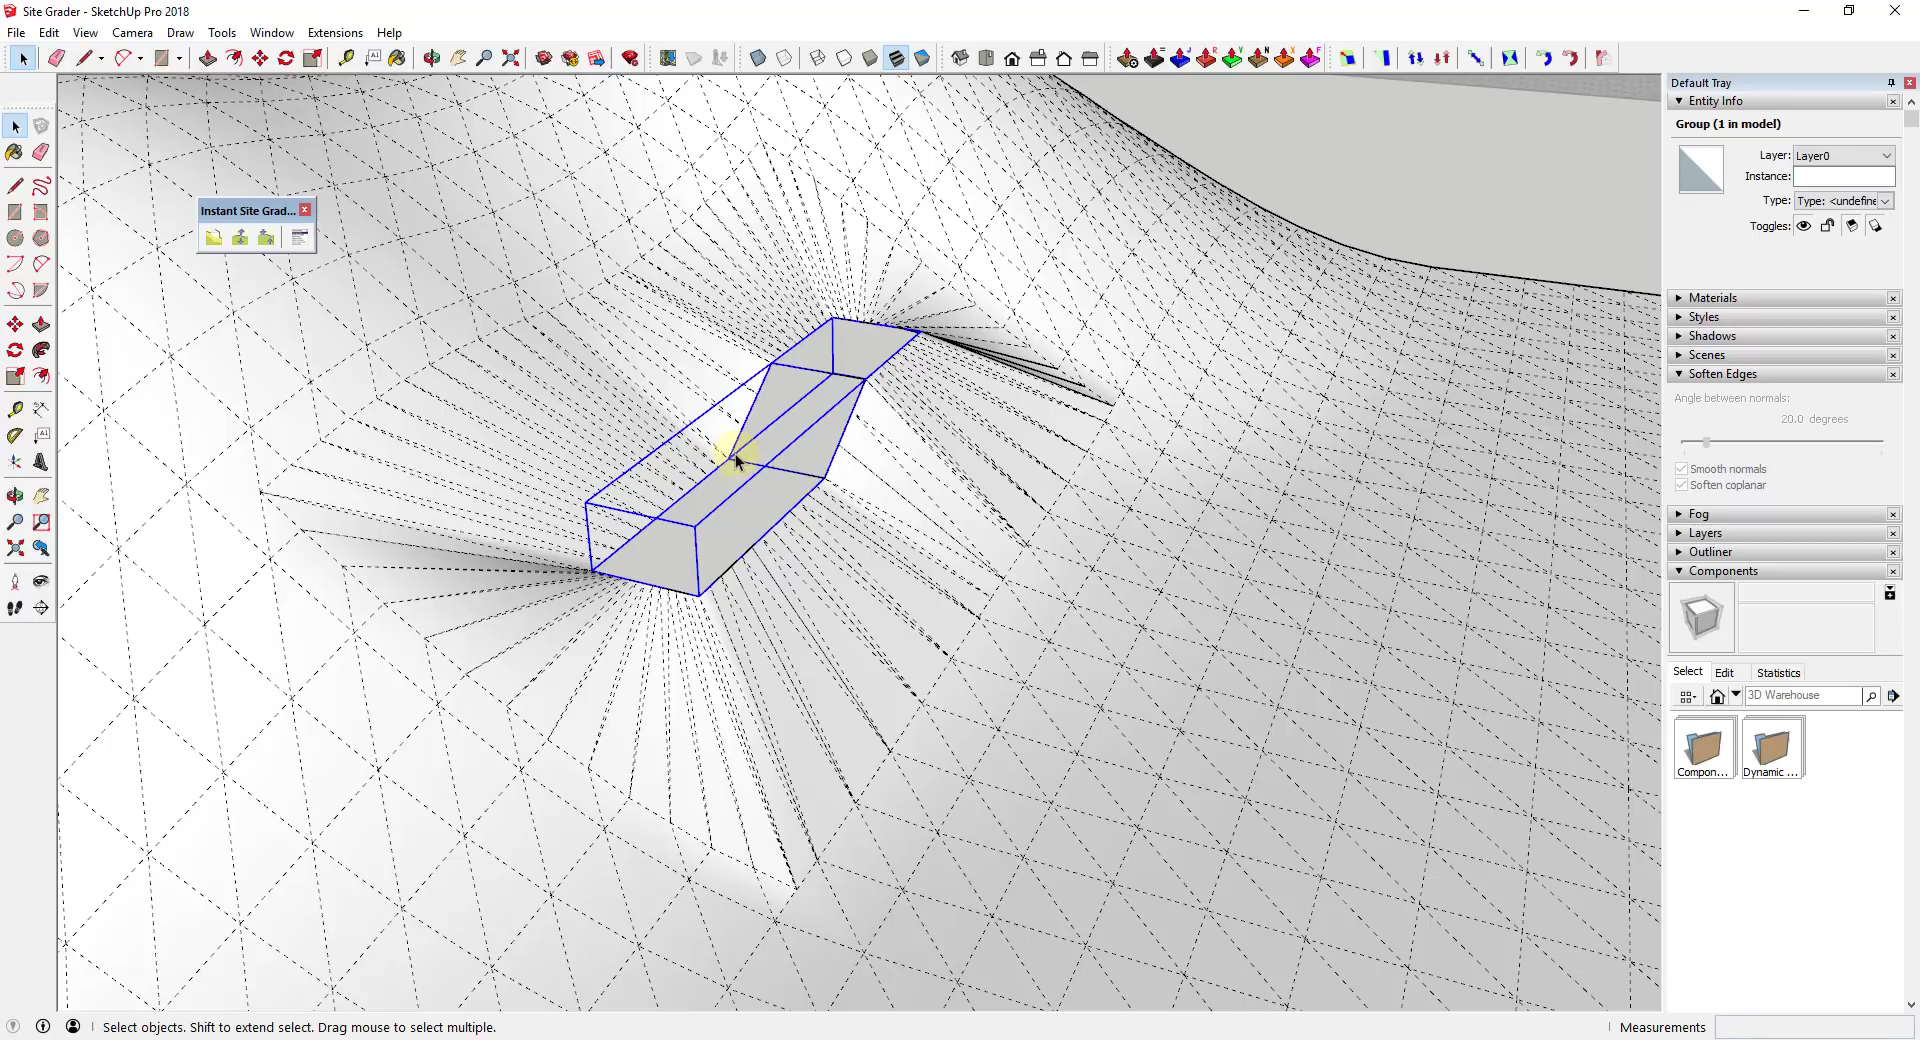 Site Grader - SketchUp Pro 2018
File Edit View Camera Draw Tools Window Extensions Help
Default Tray
Entity Info
Group (1 in model)
Layer: Layer0
Instance:
Type: Type: <undefine
Toggles:
Instant Site Grad...
Materials
Styles
Shadows
Scenes
Soften Edges
Angle between normals:
20.0 degrees
Smooth normals
Soften coplanar
Fog
Layers
Outliner
Components
Select Edit Statistics
3D Warehouse
Compon... Dynamic ...
Select objects. Shift to extend select. Drag mouse to select multiple.
Measurements